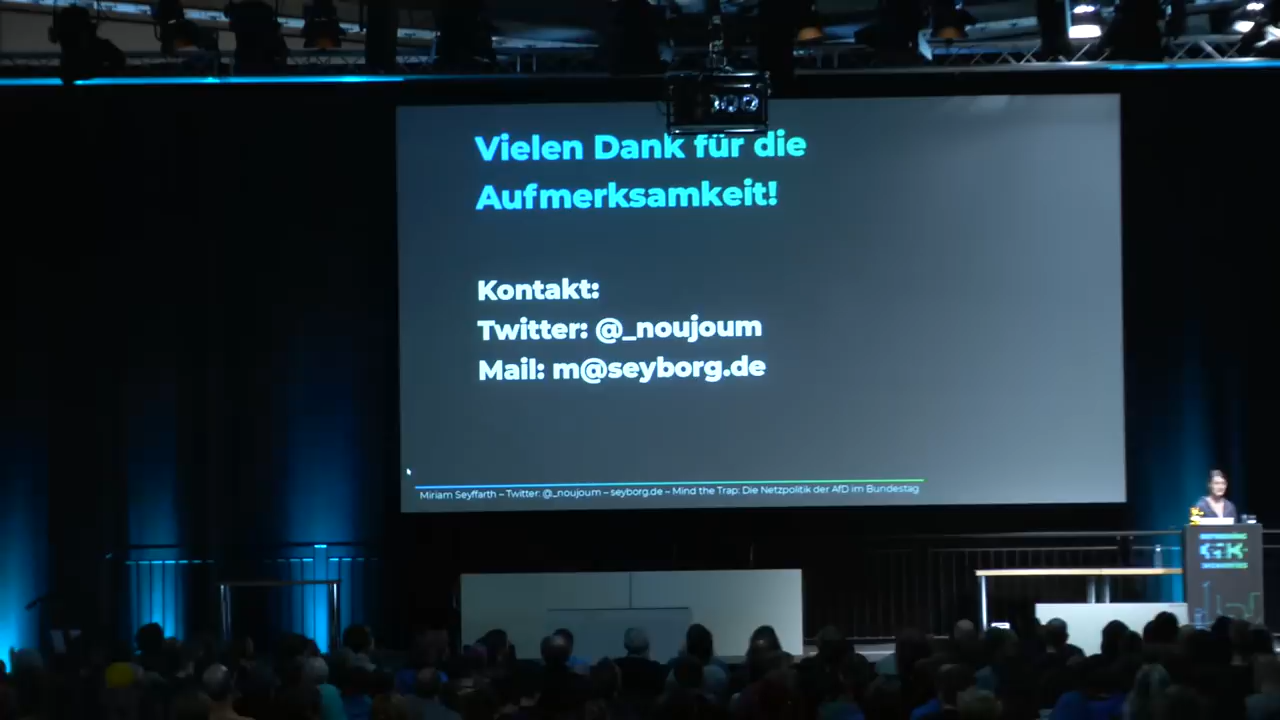 Vielen Dank für die
Aufmerksamkeit!
Kontakt:
Twitter: @_noujoum
Mail: m@seyborg.de
Miriam Seyffarth – Twitter: @_noujoum – seyborg.de – Mind the Trap: Die Netzpolitik der AfD im Bundestag